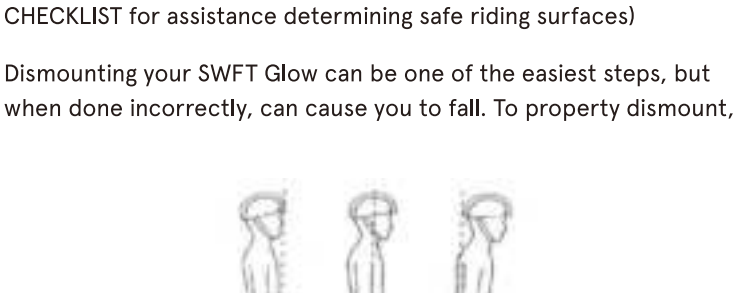 CHECKLIST for assistance determining safe riding surfaces)
Dismounting your SWFT Glow can be one of the easiest steps, but
when done incorrectly, can cause you to fall. To property dismount,